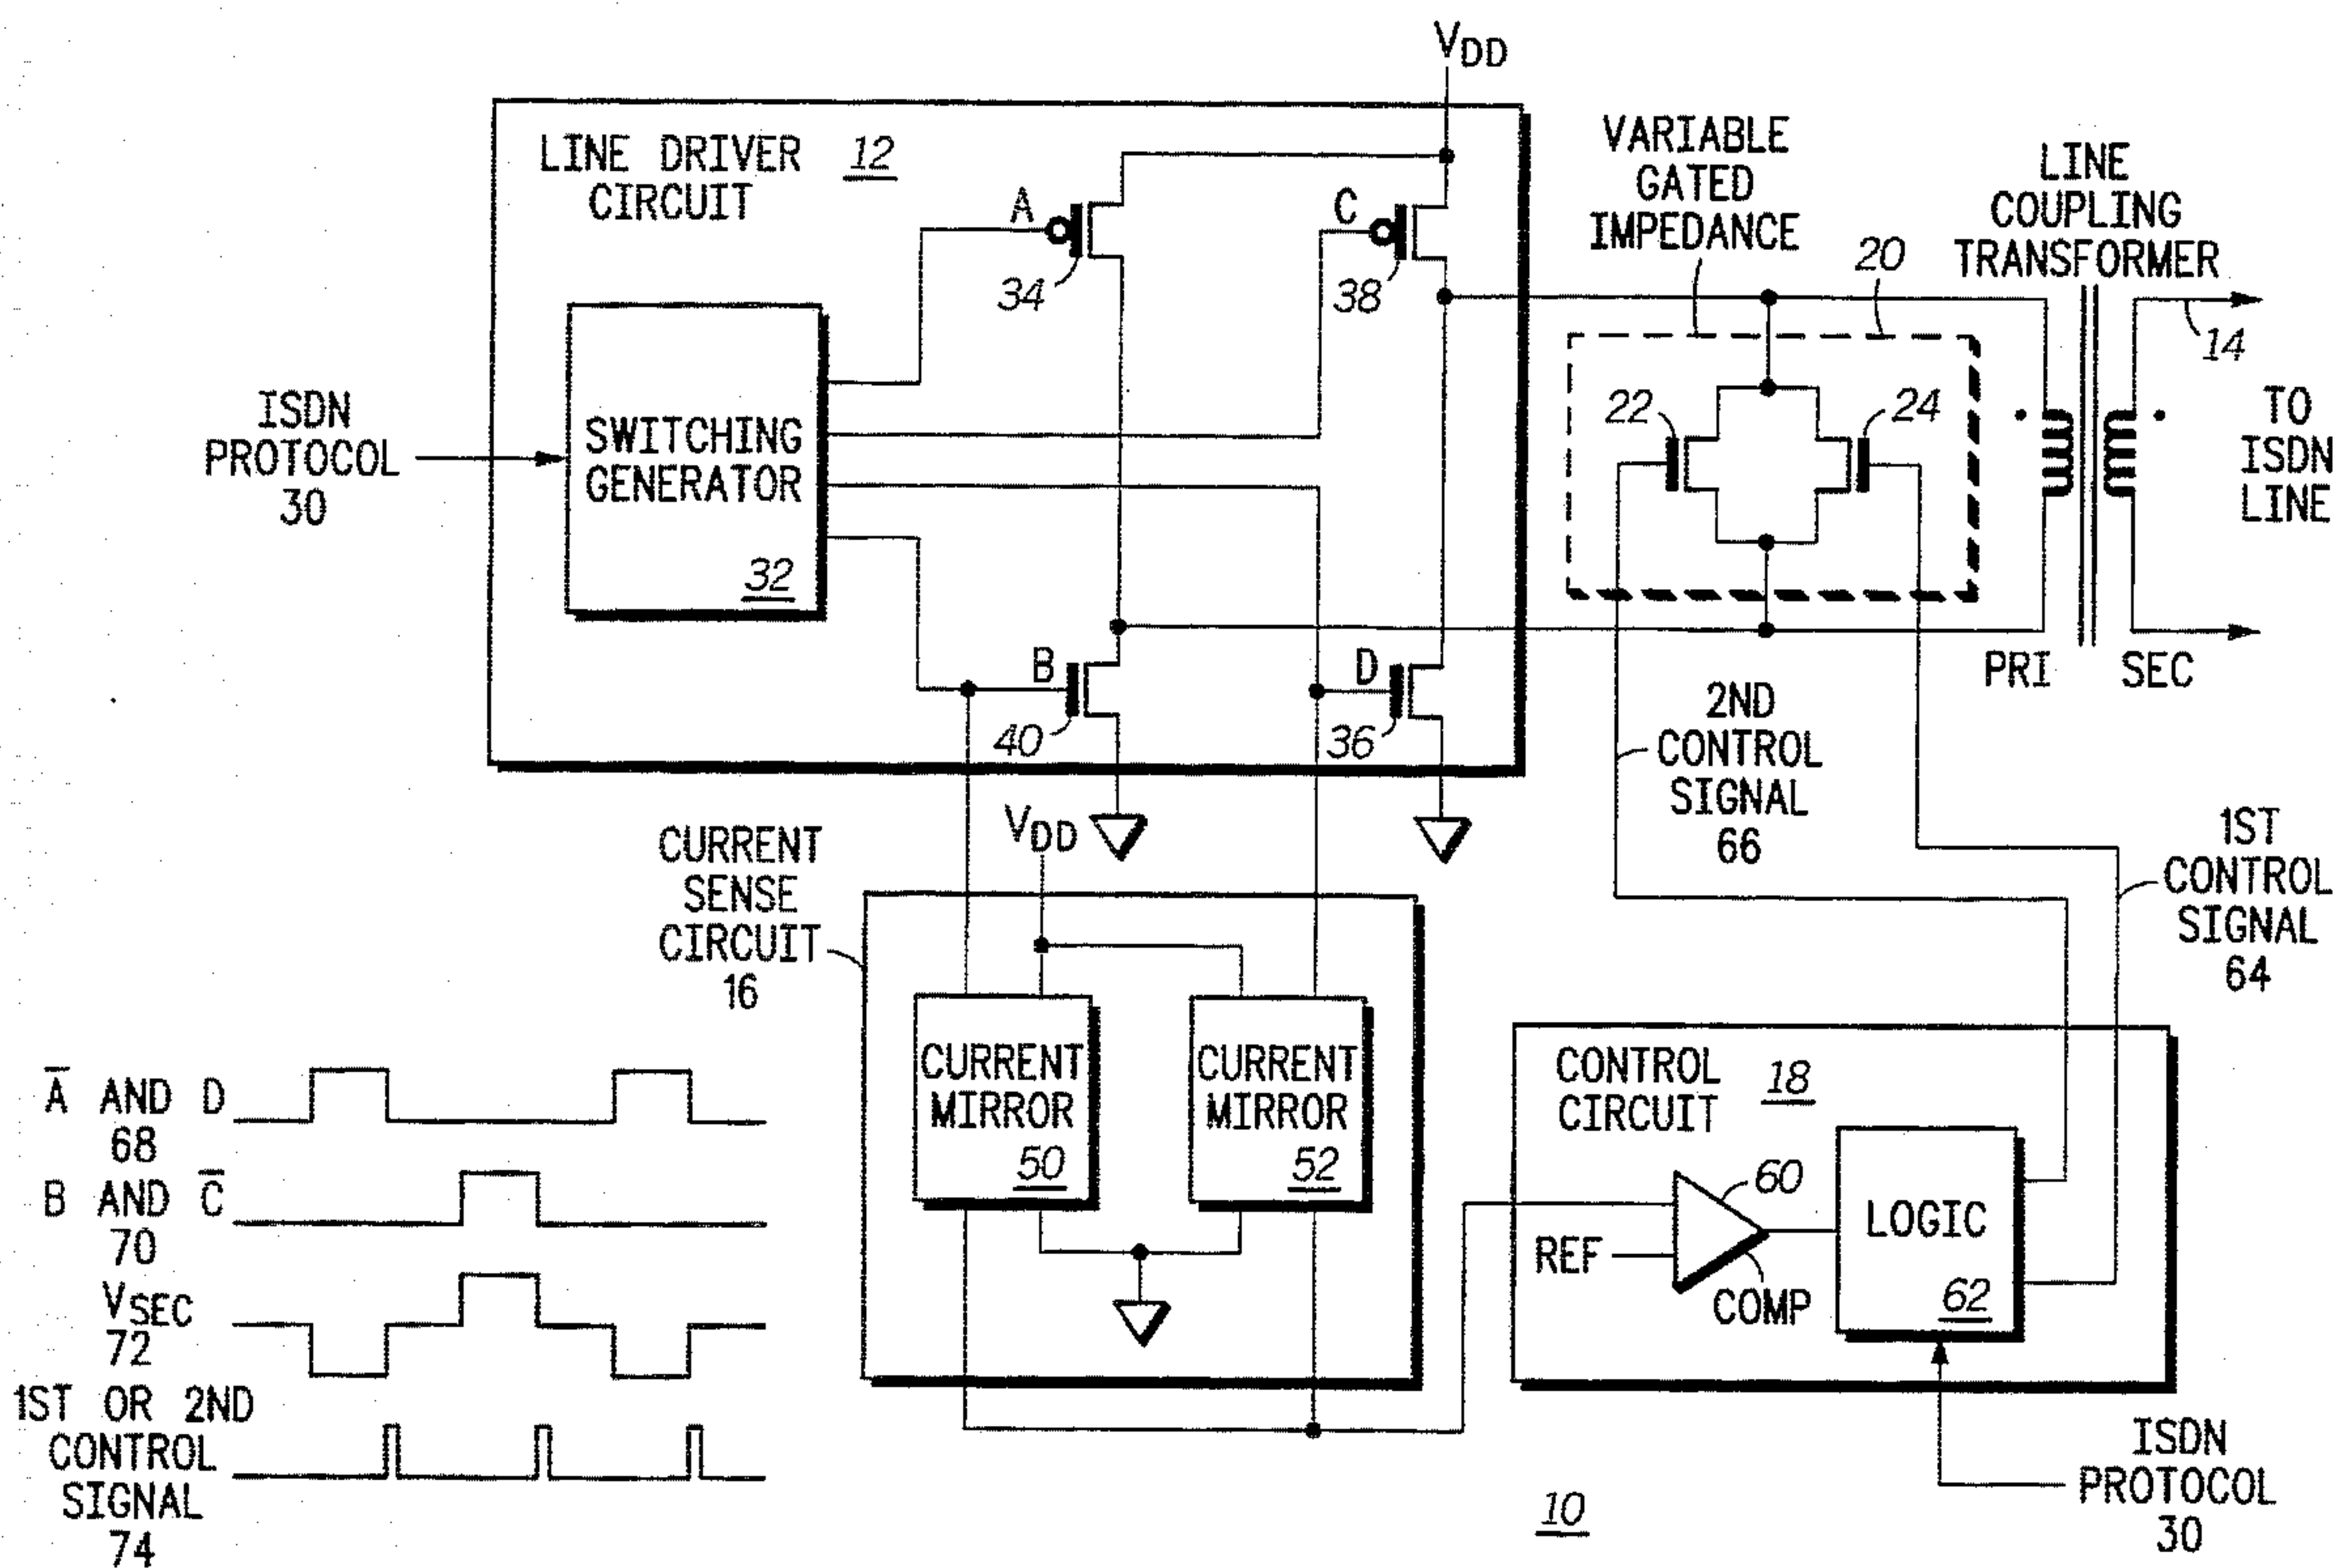 VDD
LINE DRIVER 12
CIRCUIT
A
34
C
38
VARIABLE
GATED
IMPEDANCE
20
LINE
COUPLING
TRANSFORMER
14
TO
ISDN
LINE
22
24
ISDN
PROTOCOL
30
SWITCHING
GENERATOR
32
B
40
D
36
PRI
SEC
2ND
CONTROL
SIGNAL
66
1ST
CONTROL
SIGNAL
64
CURRENT
SENSE
CIRCUIT
16
VDD
CURRENT
MIRROR
50
CURRENT
MIRROR
52
CONTROL 18
CIRCUIT
60
REF
COMP
LOGIC
62
ISDN
PROTOCOL
30
10
A̅ AND D
68
B AND C̅
70
VSEC
72
1ST OR 2ND
CONTROL
SIGNAL
74